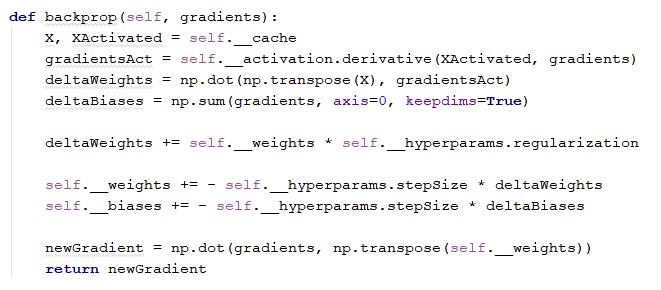 def backprop(self, gradients):
    X, XActivated = self.__cache
    gradientsAct = self.__activation.derivative(XActivated, gradients)
    deltaWeights = np.dot(np.transpose(X), gradientsAct)
    deltaBiases = np.sum(gradients, axis=0, keepdims=True)

    deltaWeights += self.__weights * self.__hyperparams.regularization

    self.__weights += - self.__hyperparams.stepSize * deltaWeights
    self.__biases += - self.__hyperparams.stepSize * deltaBiases

    newGradient = np.dot(gradients, np.transpose(self.__weights))
    return newGradient